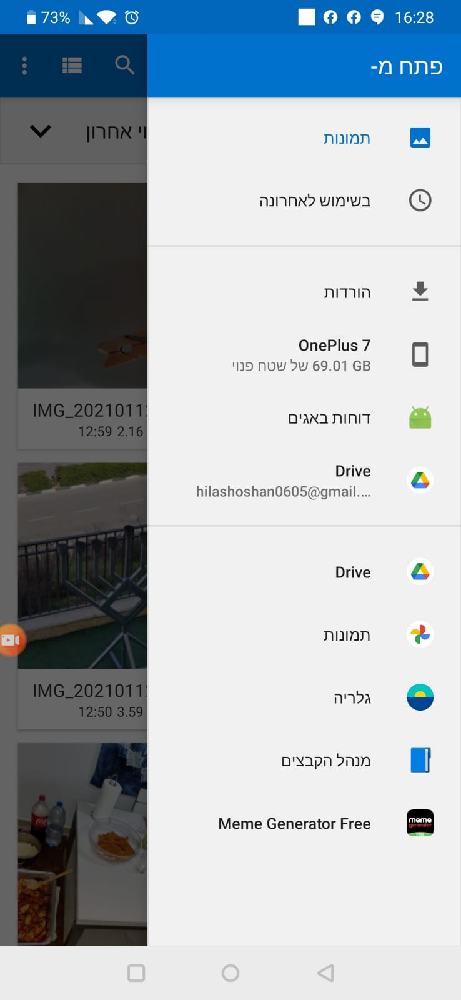 73%
16:28
פתח מ-
וי אחרון
תמונות
בשימוש לאחרונה
הורדות
OnePlus 7
69.01 GB של שטח פנוי
דוחות באגים
Drive
hilashoshan0605@gmail.…
Drive
תמונות
גלריה
מנהל הקבצים
Meme Generator Free
meme
generator
FREE
IMG_2021011
12:59 2.16
IMG_2021011
12:50 3.59